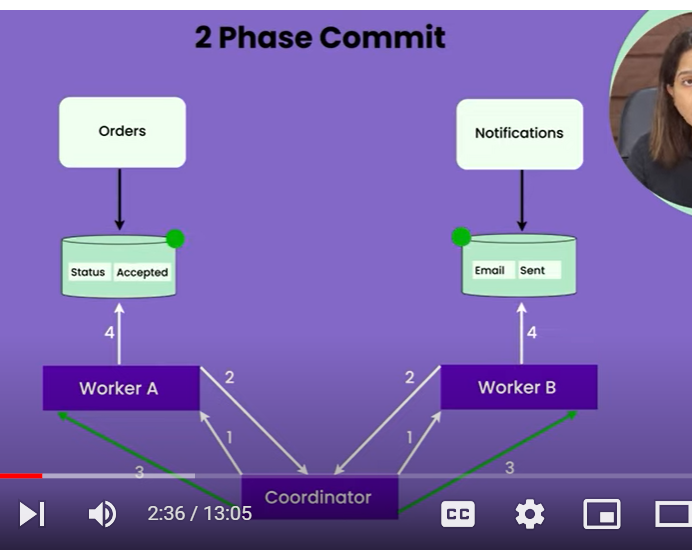 2 Phase Commit
Orders
Notifications
Status Accepted
Email Sent
4
4
Worker A
2
2
Worker B
1
1
3
3
Coordinator
2:36 / 13:05
CC